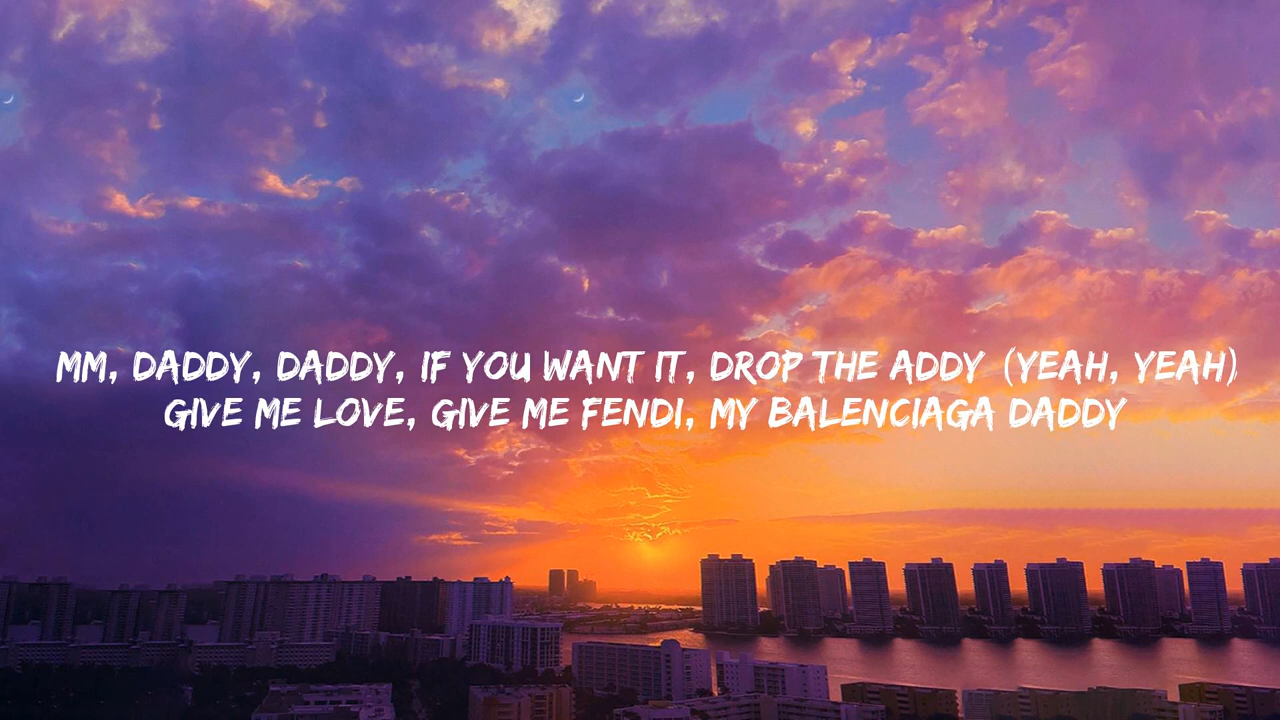 MM, DADDY, DADDY, IF YOU WANT IT, DROP THE ADDY (YEAH, YEAH)
GIVE ME LOVE, GIVE ME FENDI, MY BALENCIAGA DADDY